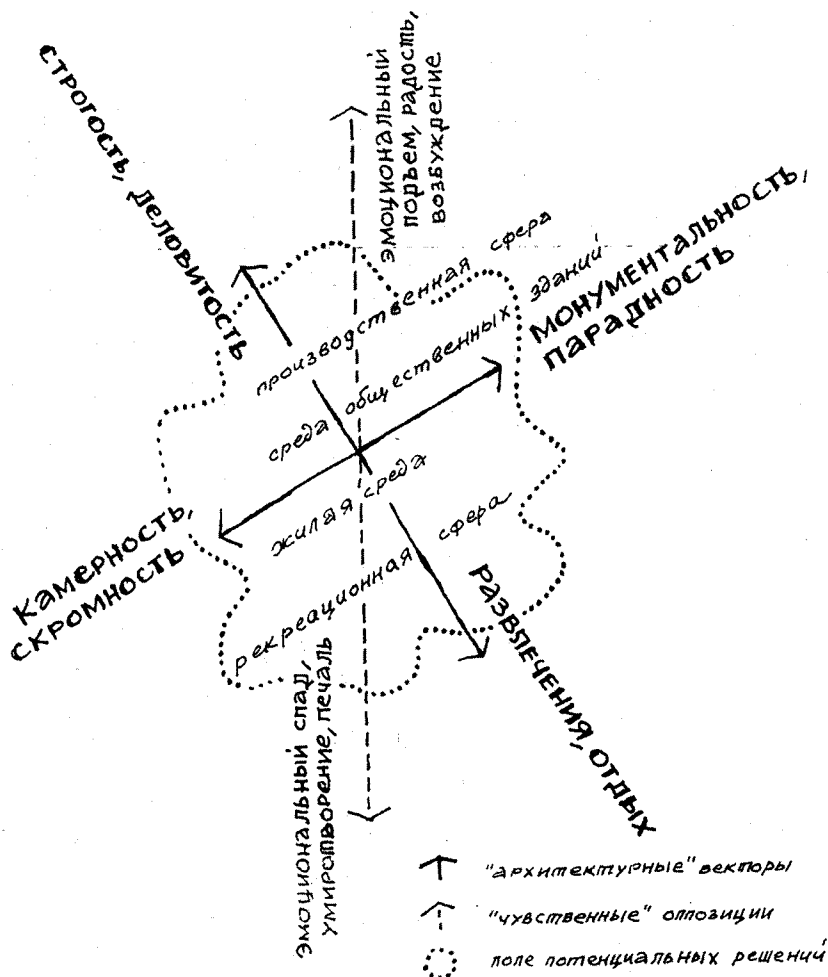 СТРОГОСТЬ, ДЕЛОВИТОСТЬ
ЭМОЦИОНАЛЬНЫЙ
ПОРЪЕМ, РАДОСТЬ,
ВОЗБУЖДЕНИЕ
МОНУМЕНТАЛЬНОСТЬ,
ПАРАДНОСТЬ
производственная сфера
среда общественных зданий
жилая среда
рекреационная сфера
КАМЕРНОСТЬ,
СКРОМНОСТЬ
РАЗВЛЕЧЕНИЯ, ОТДЫХ
ЭМОЦИОНАЛЬНЫЙ СПАД,
УМИРОТВОРЕНИЕ, ПЕЧАЛЬ
"архитектурные" векторы
"чувственные" оппозиции
поле потенциальных решений